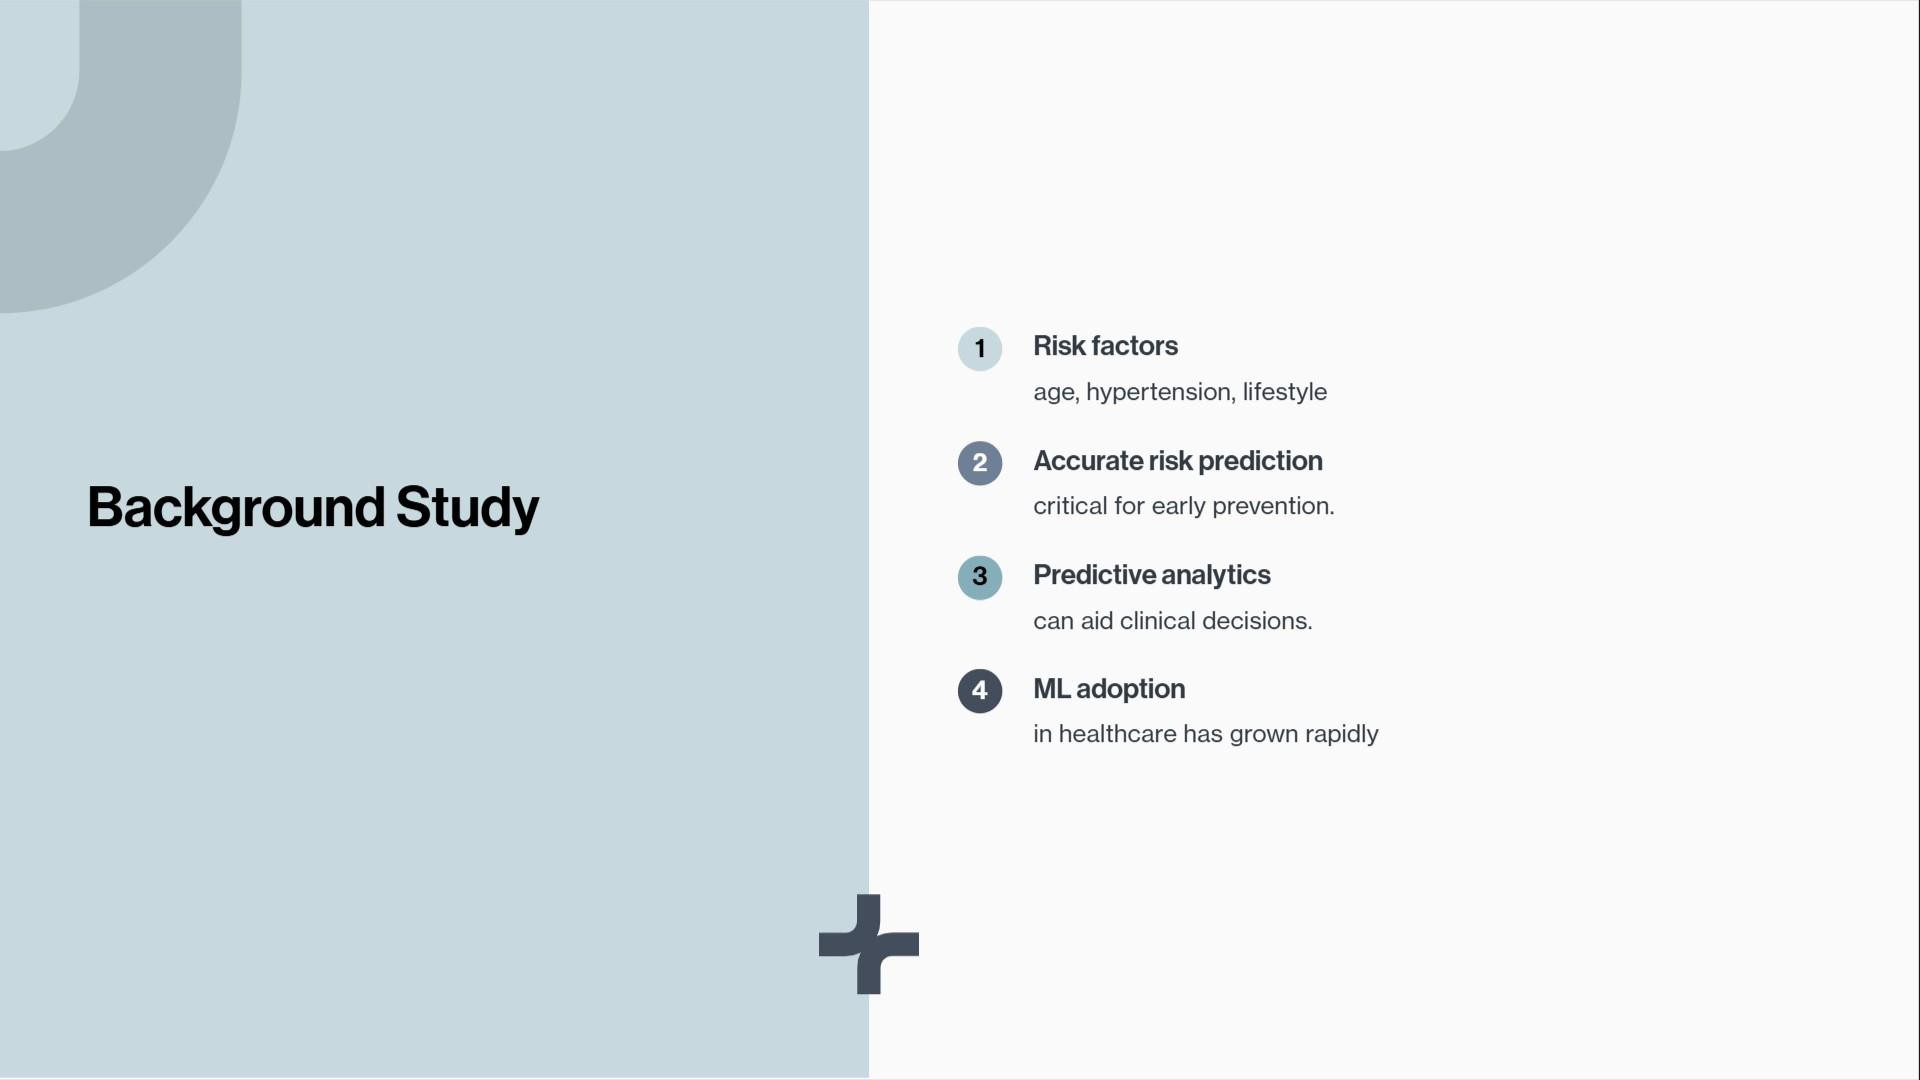 Background Study
1
Risk factors
age, hypertension, lifestyle
2
Accurate risk prediction
critical for early prevention.
3
Predictive analytics
can aid clinical decisions.
4
ML adoption
in healthcare has grown rapidly